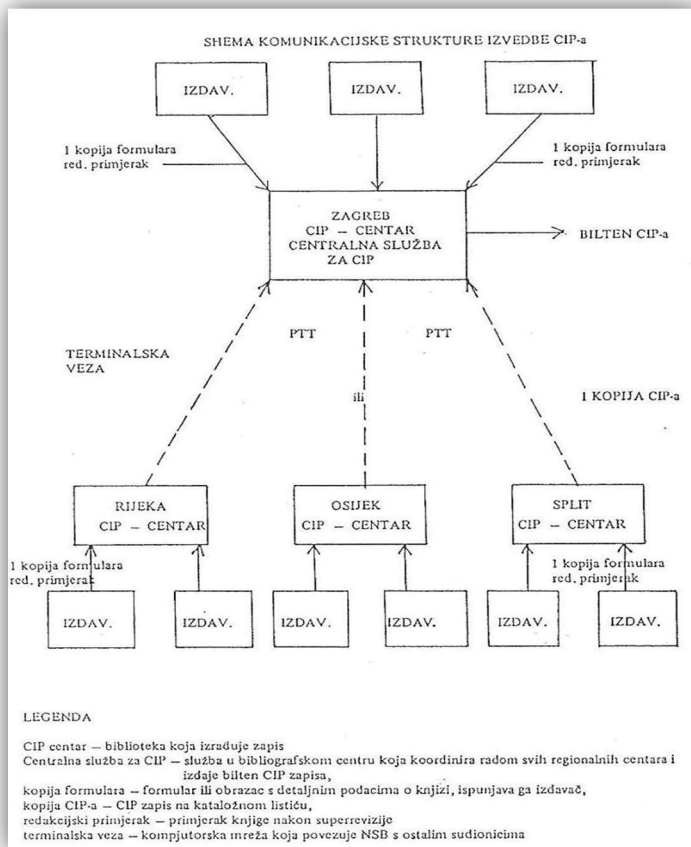 SHEMA KOMUNIKACIJSKE STRUKTURE IZVEDBE CIP-a
IZDAV.
IZDAV.
IZDAV.
1 kopija formulara
red. primjerak
1 kopija formulara
red. primjerak
ZAGREB
CIP – CENTAR
CENTRALNA SLUŽBA
ZA CIP
BILTEN CIP-a
PTT
PTT
TERMINALSKA
VEZA
ili
1 KOPIJA CIP-a
RIJEKA
CIP – CENTAR
OSIJEK
CIP – CENTAR
SPLIT
CIP – CENTAR
1 kopija formulara
red. primjerak
1 kopija formulara
red. primjerak
IZDAV.
IZDAV.
IZDAV.
IZDAV.
IZDAV.
IZDAV.
LEGENDA
CIP centar – biblioteka koja izrađuje zapis
Centralna služba za CIP – služba u bibliografskom centru koja koordinira radom svih regionalnih centara i
izdaje bilten CIP zapisa,
kopija formulara – formular ili obrazac s detaljnim podacima o knjizi, ispunjava ga izdavač,
kopija CIP-a – CIP zapis na kataložnom listiću,
redakcijski primjerak – primjerak knjige nakon superrevizije
terminalska veza – kompjutorska mreža koja povezuje NSB s ostalim sudionicima